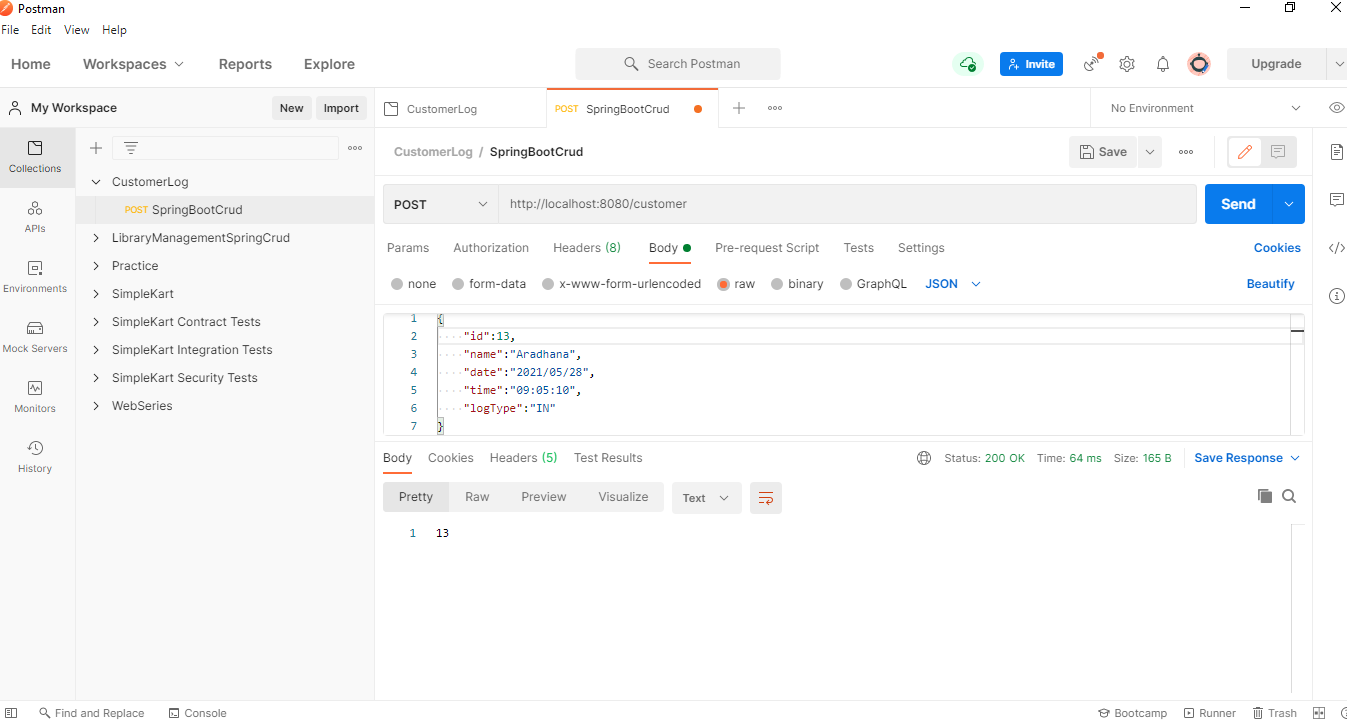 Postman
File Edit View Help
Home Workspaces Reports Explore Search Postman Invite Upgrade
My Workspace New Import CustomerLog POST SpringBootCrud No Environment
Collections
APIs
Environments
Mock Servers
Monitors
History
CustomerLog
POST SpringBootCrud
LibraryManagementSpringCrud
Practice
SimpleKart
SimpleKart Contract Tests
SimpleKart Integration Tests
SimpleKart Security Tests
WebSeries
CustomerLog / SpringBootCrud Save
POST http://localhost:8080/customer Send
Params Authorization Headers (8) Body Pre-request Script Tests Settings Cookies
none form-data x-www-form-urlencoded raw binary GraphQL JSON Beautify
1 {
2 "id":13,
3 "name":"Aradhana",
4 "date":"2021/05/28",
5 "time":"09:05:10",
6 "logType":"IN"
7 }
Body Cookies Headers (5) Test Results Status: 200 OK Time: 64 ms Size: 165 B Save Response
Pretty Raw Preview Visualize Text
1 13
Find and Replace Console Bootcamp Runner Trash